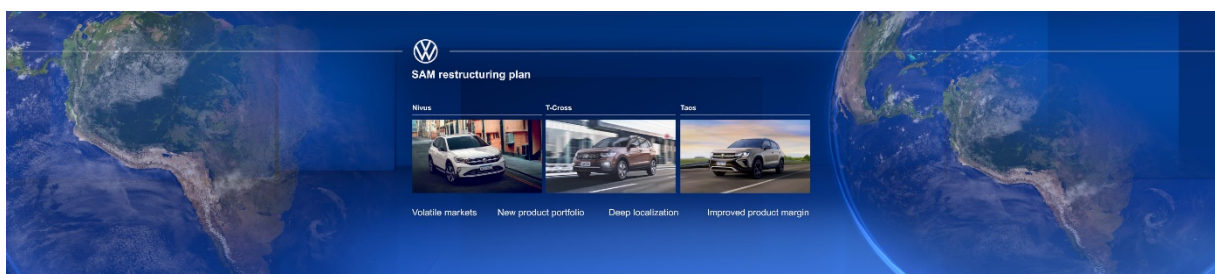 SAM restructuring plan
Nivus T-Cross Taos
Volatile markets New product portfolio Deep localization Improved product margin